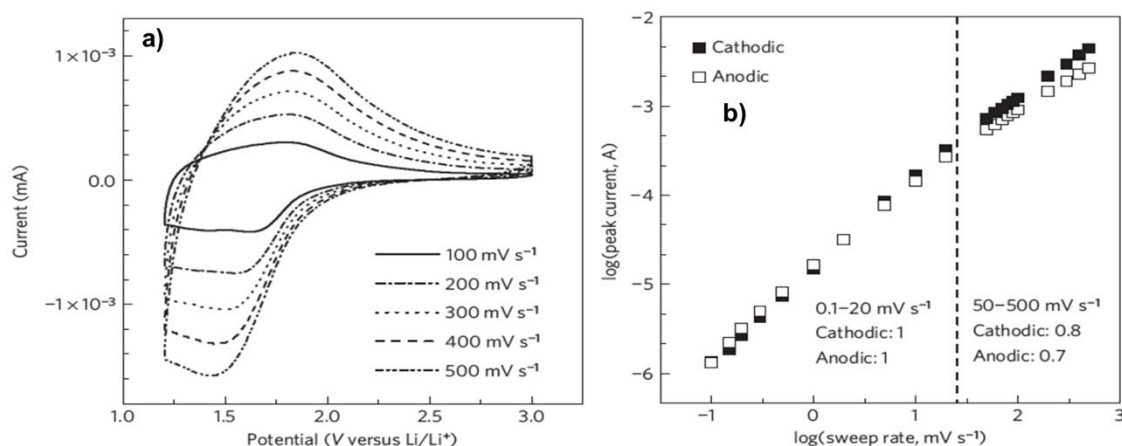 a)
1×10⁻³
0.0
−1×10⁻³
Current (mA)
100 mV s⁻¹
200 mV s⁻¹
300 mV s⁻¹
400 mV s⁻¹
500 mV s⁻¹
1.0 1.5 2.0 2.5 3.0
Potential (V versus Li/Li⁺)
−2
−3
−4
−5
−6
log(peak current, A)
Cathodic
Anodic
b)
0.1–20 mV s⁻¹
Cathodic: 1
Anodic: 1
50–500 mV s⁻¹
Cathodic: 0.8
Anodic: 0.7
−1 0 1 2 3
log(sweep rate, mV s⁻¹)